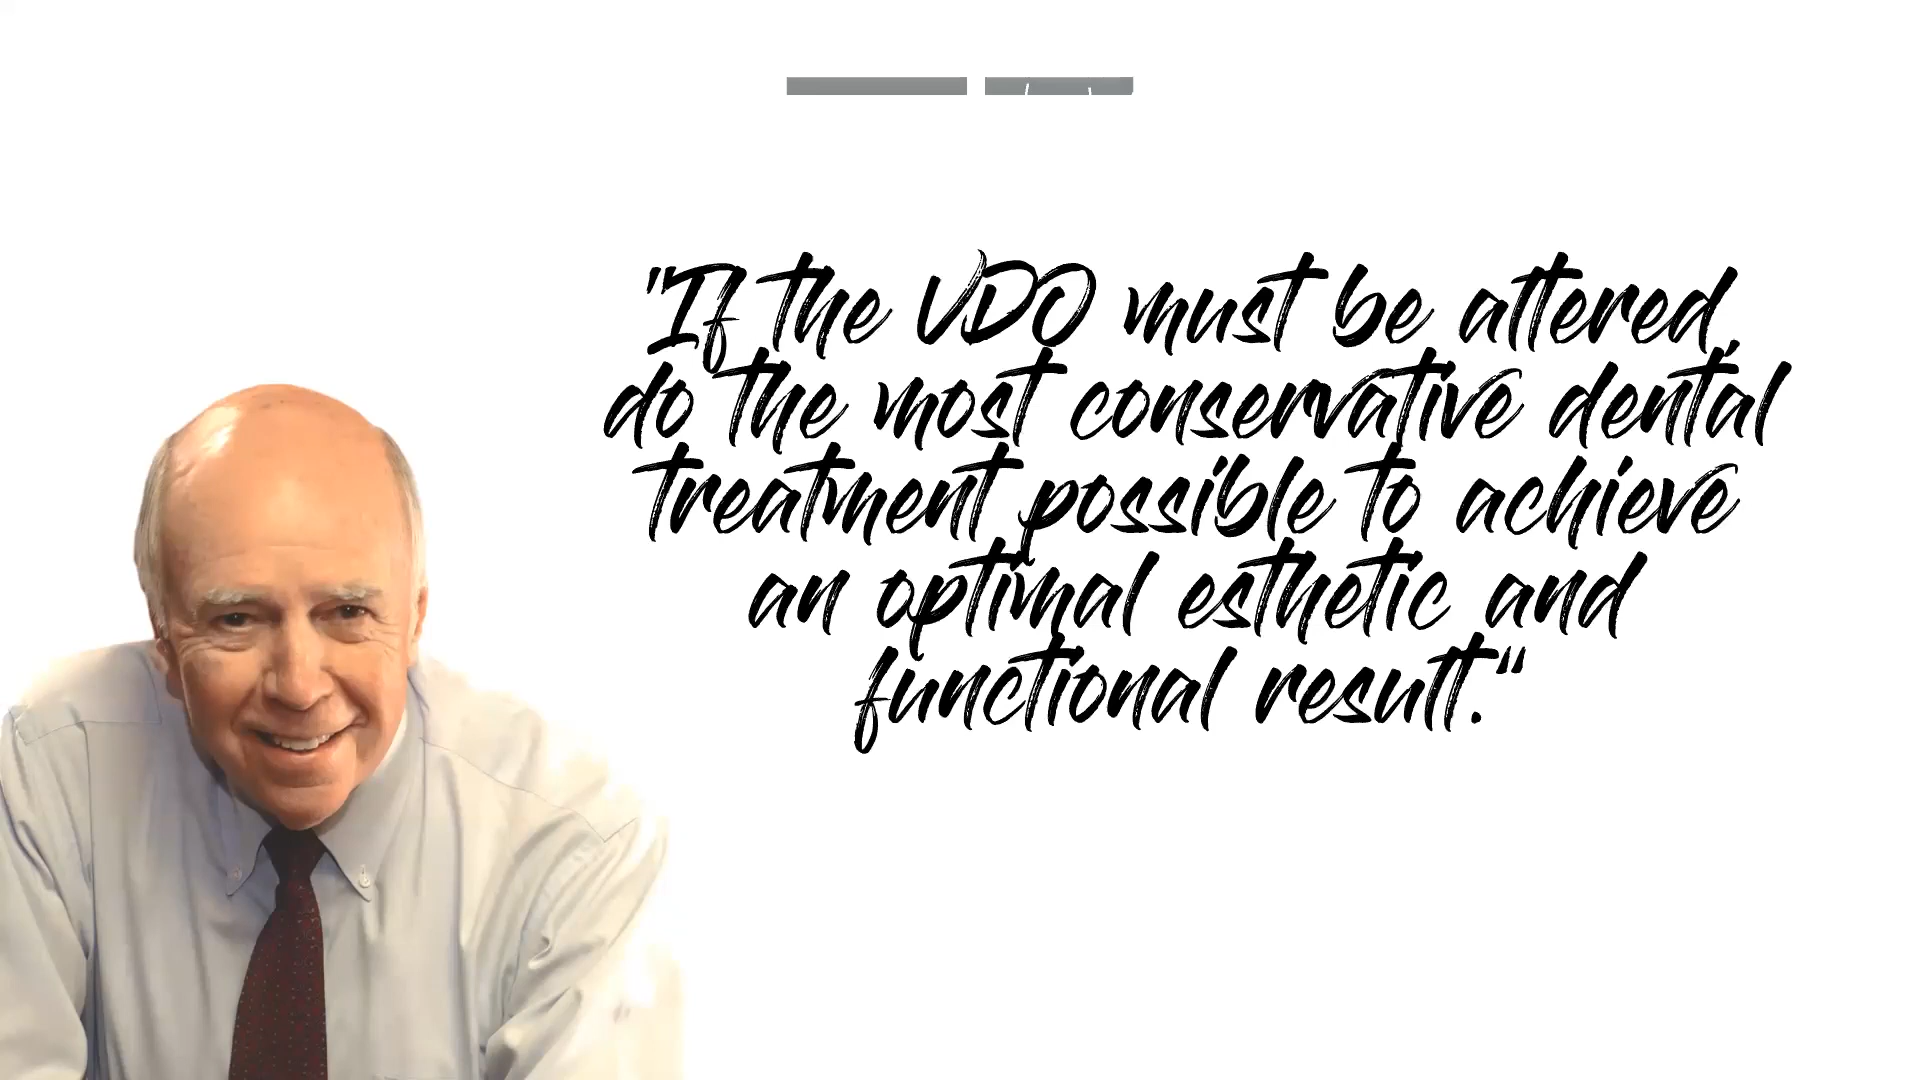 "If the VDO must be altered,
do the most conservative dental
treatment possible to achieve
an optimal esthetic and
functional result."